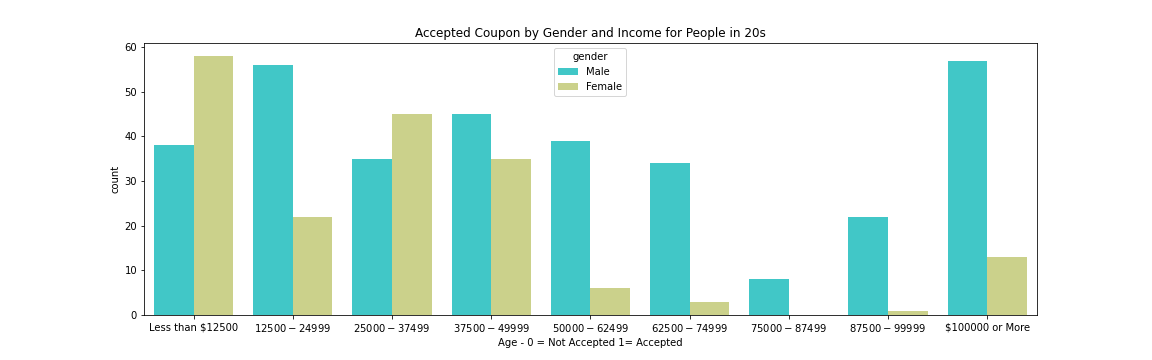 Accepted Coupon by Gender and Income for People in 20s
60
50
40
30
20
10
0
count
gender
Male
Female
Less than $12500
12500 − 24999
25000 − 37499
37500 − 49999
50000 − 62499
62500 − 74999
75000 − 87499
87500 − 99999
$100000 or More
Age - 0 = Not Accepted 1= Accepted